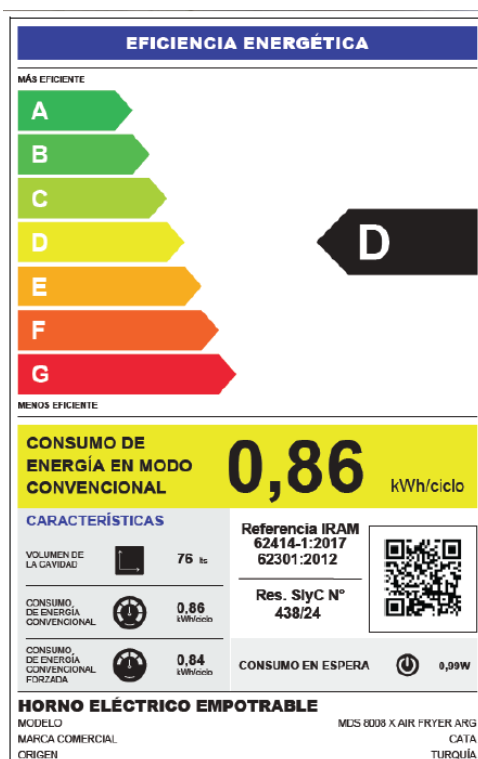 EFICIENCIA ENERGÉTICA
MÁS EFICIENTE
A
B
C
D
D
E
F
G
MENOS EFICIENTE
CONSUMO DE
ENERGÍA EN MODO
CONVENCIONAL
0,86 kWh/ciclo
CARACTERÍSTICAS
VOLUMEN DE
LA CAVIDAD
76 lts
CONSUMO,
DE ENERGÍA
CONVENCIONAL
0,86
kWh/ciclo
CONSUMO,
DE ENERGÍA
CONVENCIONAL
FORZADA
0,84
kWh/ciclo
Referencia IRAM
62414-1:2017
62301:2012
Res. SIyC N°
438/24
CONSUMO EN ESPERA
0,99W
HORNO ELÉCTRICO EMPOTRABLE
MODELO MDS 8008 X AIR FRYER ARG
MARCA COMERCIAL CATA
ORIGEN TURQUÍA